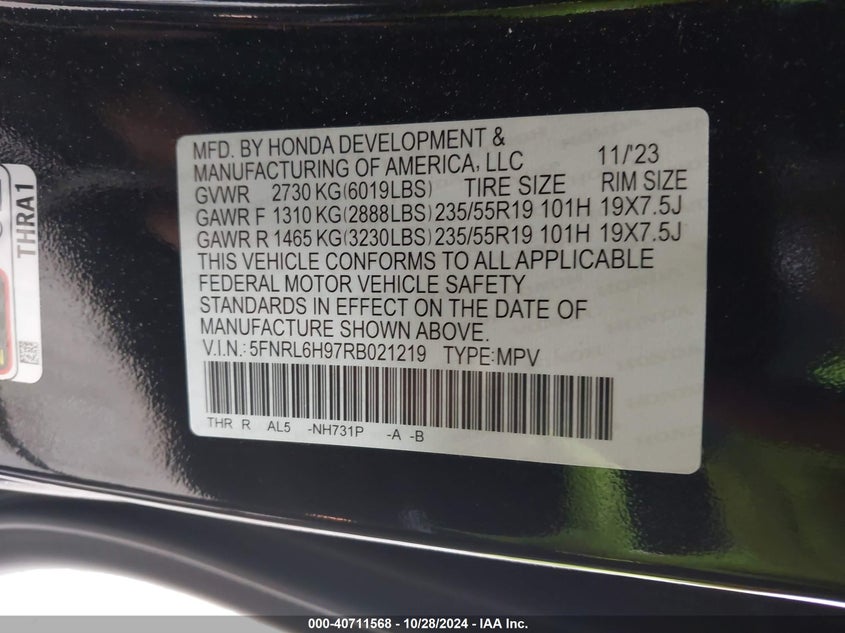 MFD. BY HONDA DEVELOPMENT &
MANUFACTURING OF AMERICA, LLC 11/'23
GVWR 2730 KG(6019LBS) TIRE SIZE RIM SIZE
GAWR F 1310 KG(2888LBS) 235/55R19 101H 19X7.5J
GAWR R 1465 KG(3230LBS) 235/55R19 101H 19X7.5J
THIS VEHICLE CONFORMS TO ALL APPLICABLE
FEDERAL MOTOR VEHICLE SAFETY
STANDARDS IN EFFECT ON THE DATE OF
MANUFACTURE SHOWN ABOVE.
V.I.N.: 5FNRL6H97RB021219 TYPE:MPV
THR R AL5 -NH731P -A -B
THRA1
000-40711568 - 10/28/2024 - IAA Inc.